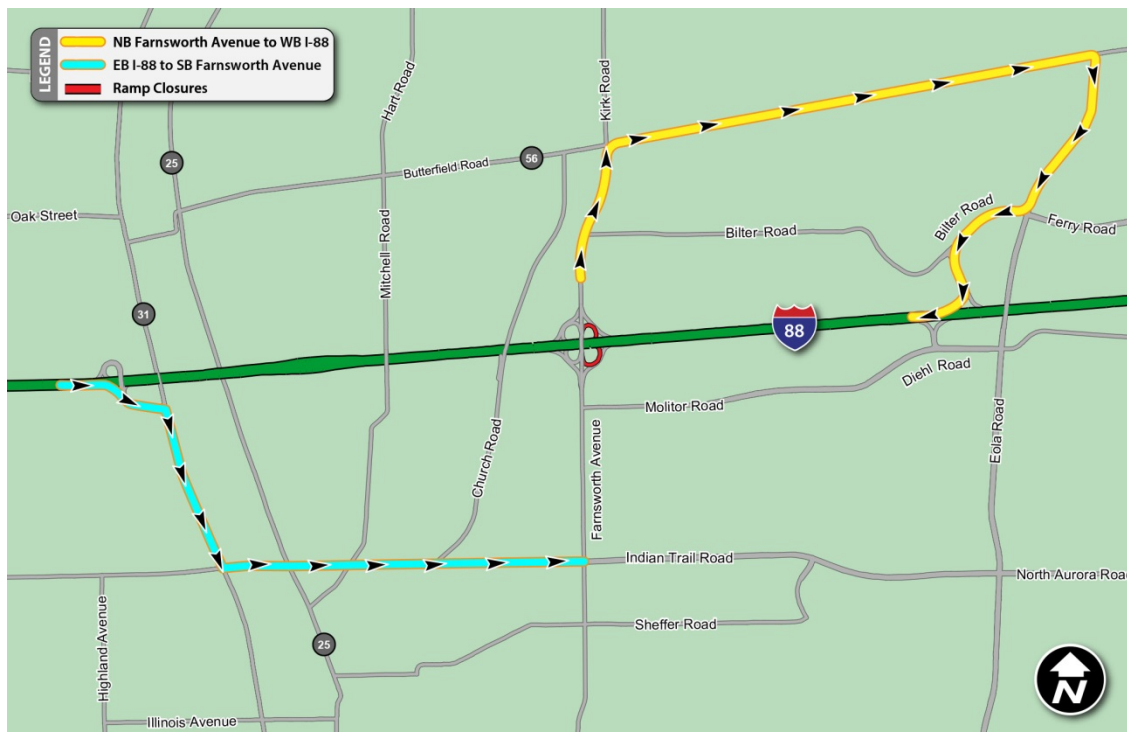 LEGEND
NB Farnsworth Avenue to WB I-88
EB I-88 to SB Farnsworth Avenue
Ramp Closures
Hart Road
Kirk Road
25
56
Butterfield Road
Oak Street
Mitchell Road
Bilter Road
Bilter Road
Ferry Road
31
88
Diehl Road
Molitor Road
Church Road
Farnsworth Avenue
Eola Road
Indian Trail Road
North Aurora Road
Highland Avenue
Sheffer Road
25
Illinois Avenue
N